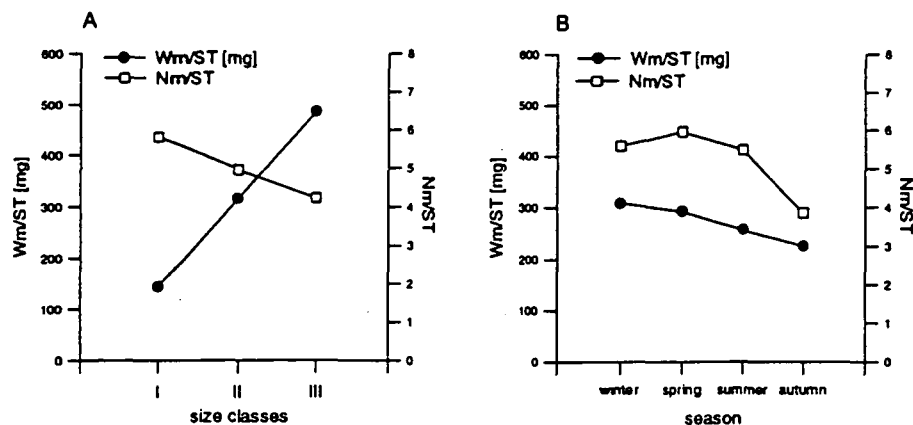 A
Wm/ST [mg]
Nm/ST
600
500
400
300
200
100
0
Wm/ST [mg]
8
7
6
5
4
3
2
1
0
Nm/ST
I
II
III
size classes
B
Wm/ST [mg]
Nm/ST
600
500
400
300
200
100
0
Wm/ST [mg]
8
7
6
5
4
3
2
1
0
Nm/ST
winter
spring
summer
autumn
season